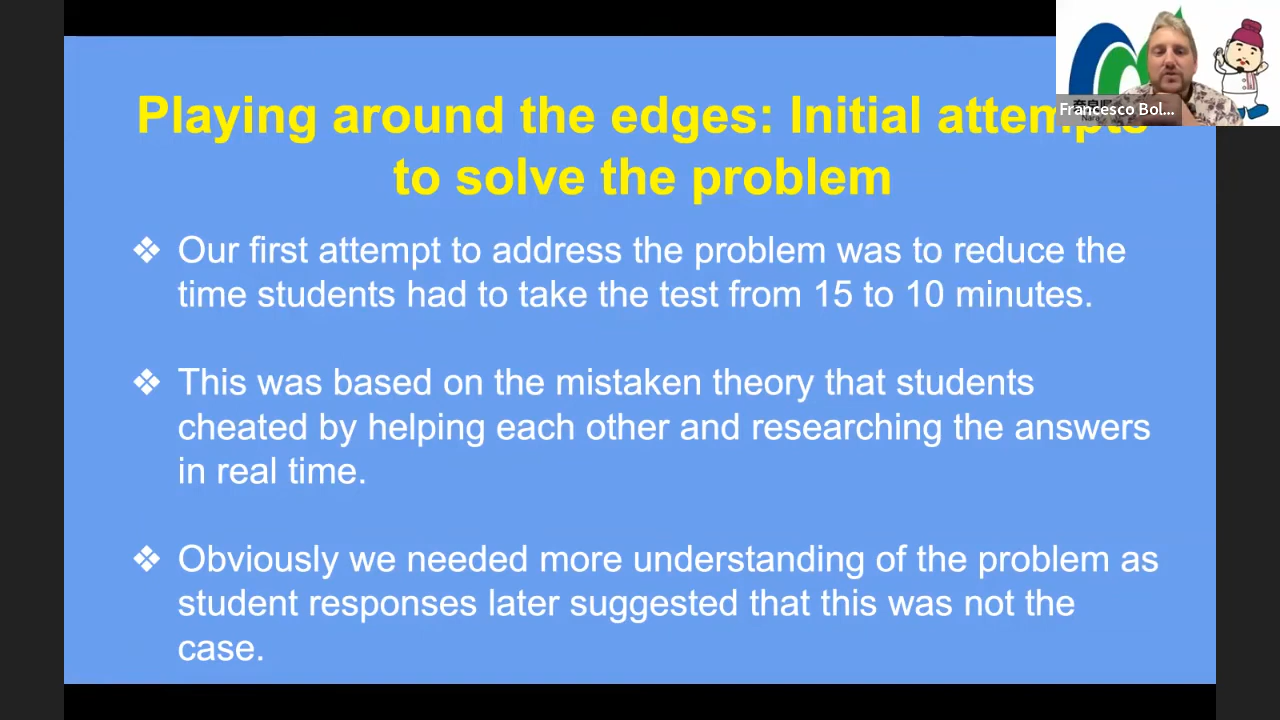 Playing around the edges: Initial attempts
to solve the problem
❖ Our first attempt to address the problem was to reduce the
time students had to take the test from 15 to 10 minutes.
❖ This was based on the mistaken theory that students
cheated by helping each other and researching the answers
in real time.
❖ Obviously we needed more understanding of the problem as
student responses later suggested that this was not the
case.
Francesco Bol...